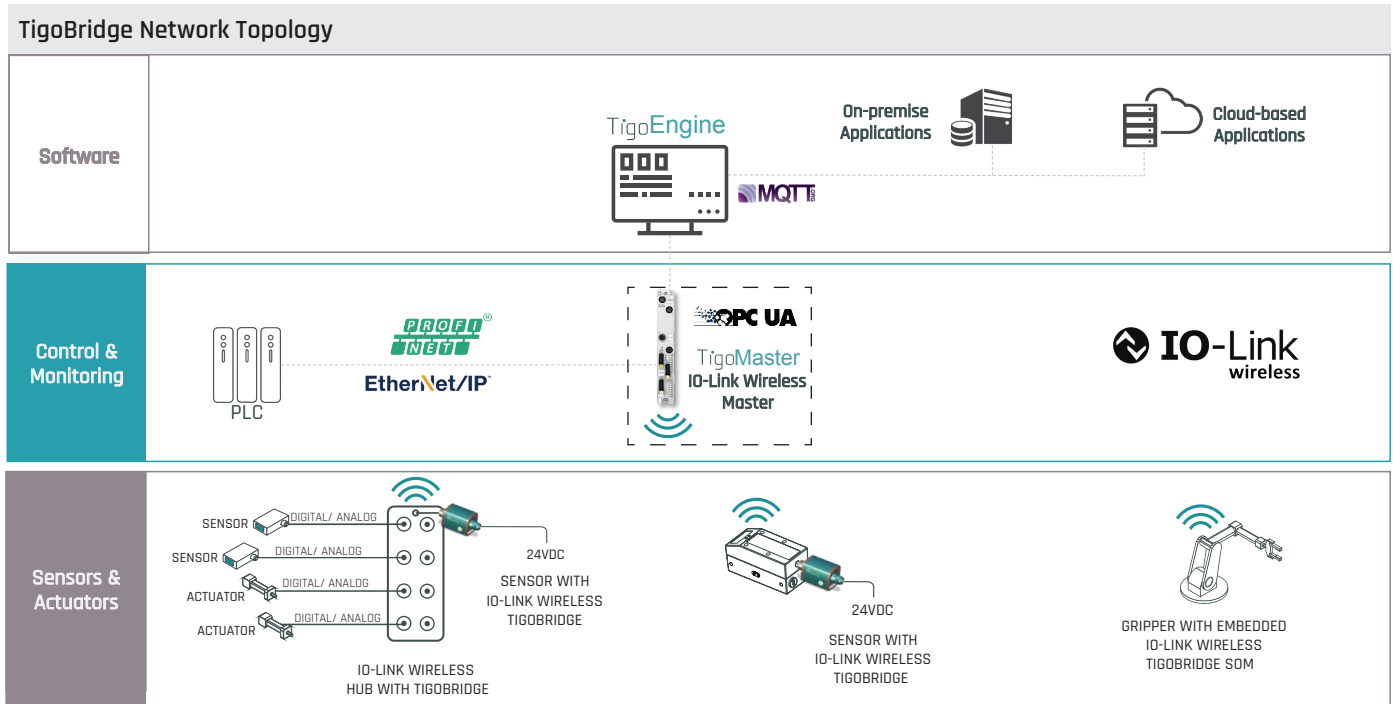 TigoBridge Network Topology
Software
TigoEngine
MQTT.ORG
On-premise
Applications
Cloud-based
Applications
Control &
Monitoring
PLC
PROFI®
NET
EtherNet/IP™
OPC UA
TigoMaster
IO-Link Wireless
Master
IO-Link
wireless
Sensors &
Actuators
SENSOR
DIGITAL/ ANALOG
SENSOR
DIGITAL/ ANALOG
ACTUATOR
DIGITAL/ ANALOG
ACTUATOR
DIGITAL/ ANALOG
IO-LINK WIRELESS
HUB WITH TIGOBRIDGE
24VDC
SENSOR WITH
IO-LINK WIRELESS
TIGOBRIDGE
24VDC
SENSOR WITH
IO-LINK WIRELESS
TIGOBRIDGE
GRIPPER WITH EMBEDDED
IO-LINK WIRELESS
TIGOBRIDGE SOM